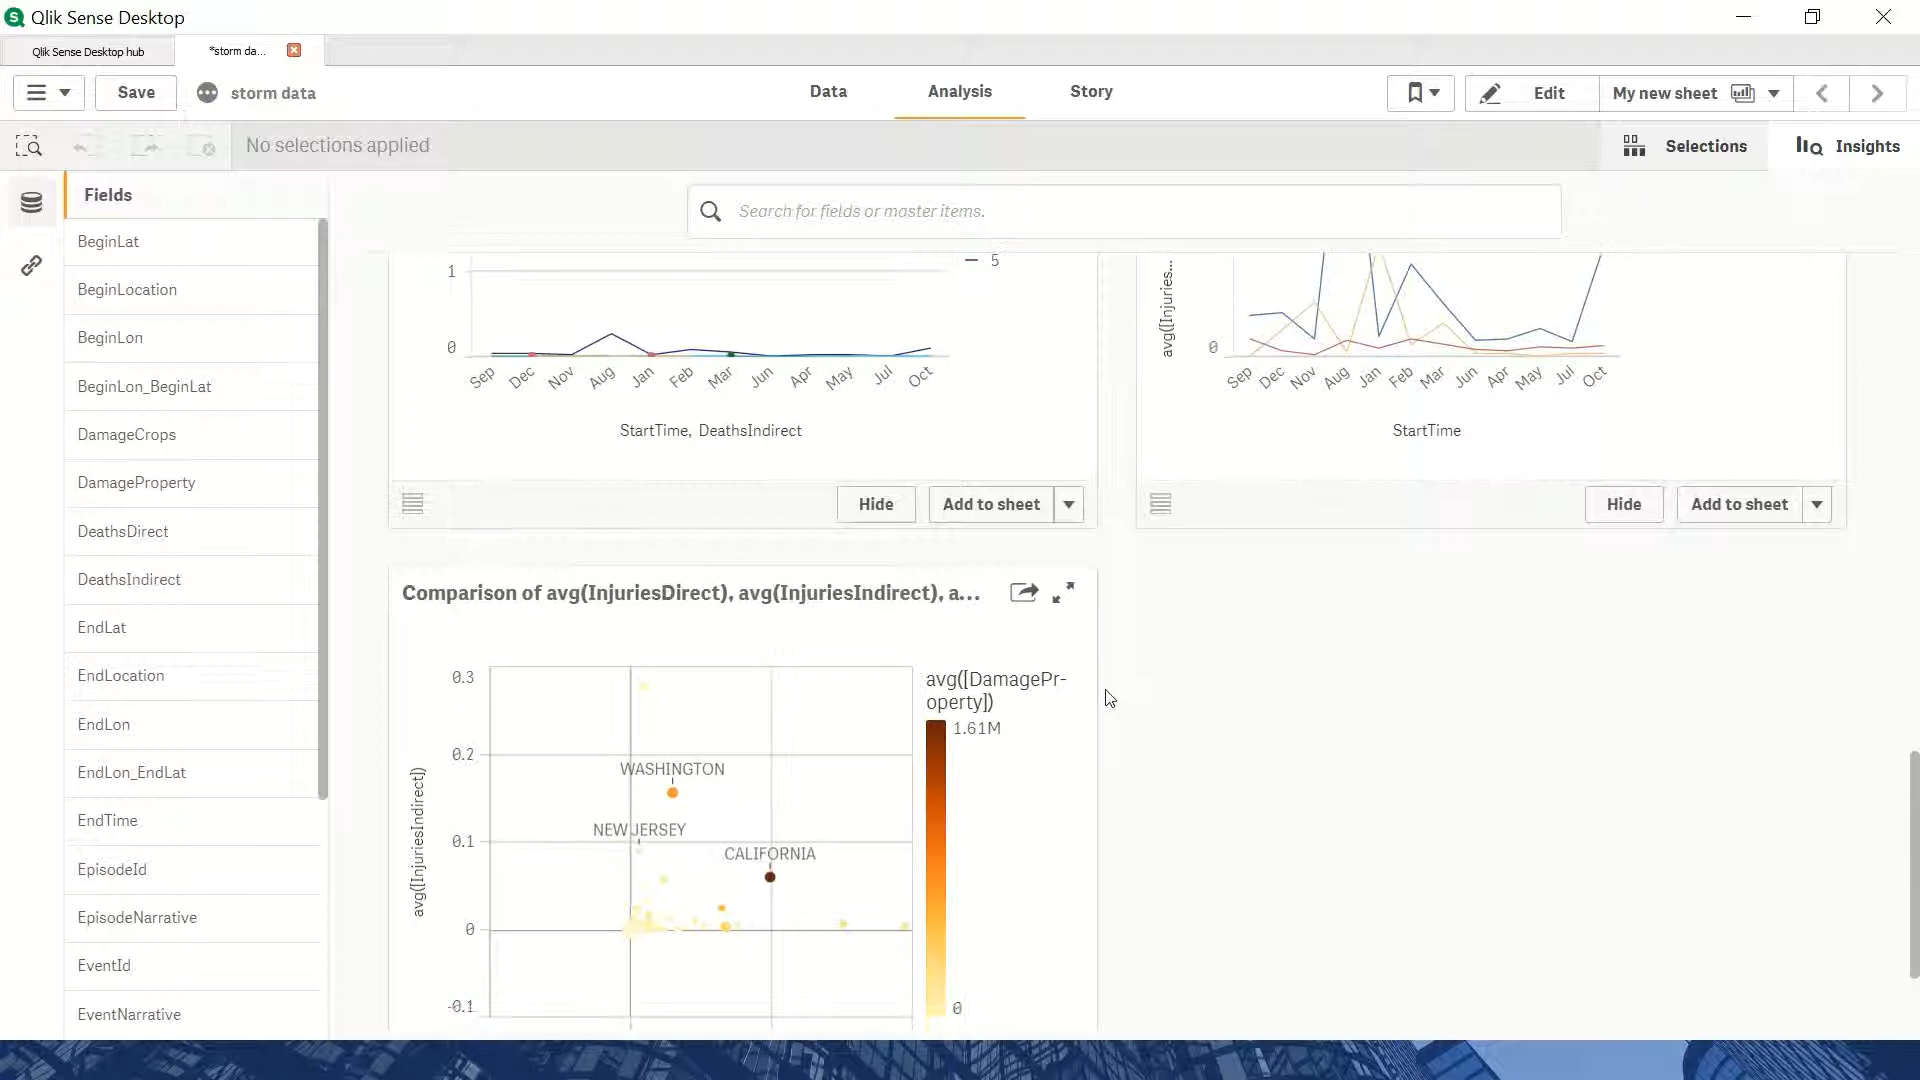 Qlik Sense Desktop
Qlik Sense Desktop hub
*storm da...
Save
storm data
Data
Analysis
Story
Edit
My new sheet
No selections applied
Selections
Insights
Fields
BeginLat
BeginLocation
BeginLon
BeginLon_BeginLat
DamageCrops
DamageProperty
DeathsDirect
DeathsIndirect
EndLat
EndLocation
EndLon
EndLon_EndLat
EndTime
EpisodeId
EpisodeNarrative
EventId
EventNarrative
Search for fields or master items.
1
0
5
Sep Dec Nov Aug Jan Feb Mar Jun Apr May Jul Oct
StartTime, DeathsIndirect
Hide
Add to sheet
avg([Injuries...
0
Sep Dec Nov Aug Jan Feb Mar Jun Apr May Jul Oct
StartTime
Hide
Add to sheet
Comparison of avg(InjuriesDirect), avg(InjuriesIndirect), a...
avg([InjuriesIndirect])
0.3
0.2
0.1
0
-0.1
WASHINGTON
NEW JERSEY
CALIFORNIA
avg([DamagePr-
operty])
1.61M
0